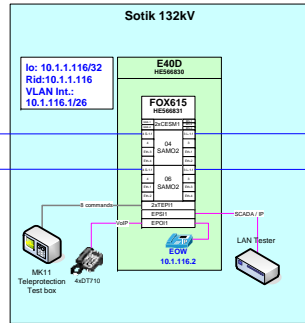 Sotik 132kV
lo: 10.1.1.116/32
Rid:10.1.1.116
VLAN Int.:
10.1.116.1/26
E40D
HE566830
FOX615
HE566831
2xCESM1
04
SAMO2
06
SAMO2
2xTEPI1
EPSI1
EPOI1
8 commands
VoIP
SCADA / IP
EOW
10.1.116.2
MK11
Teleprotection
Test box
4xDT710
LAN Tester